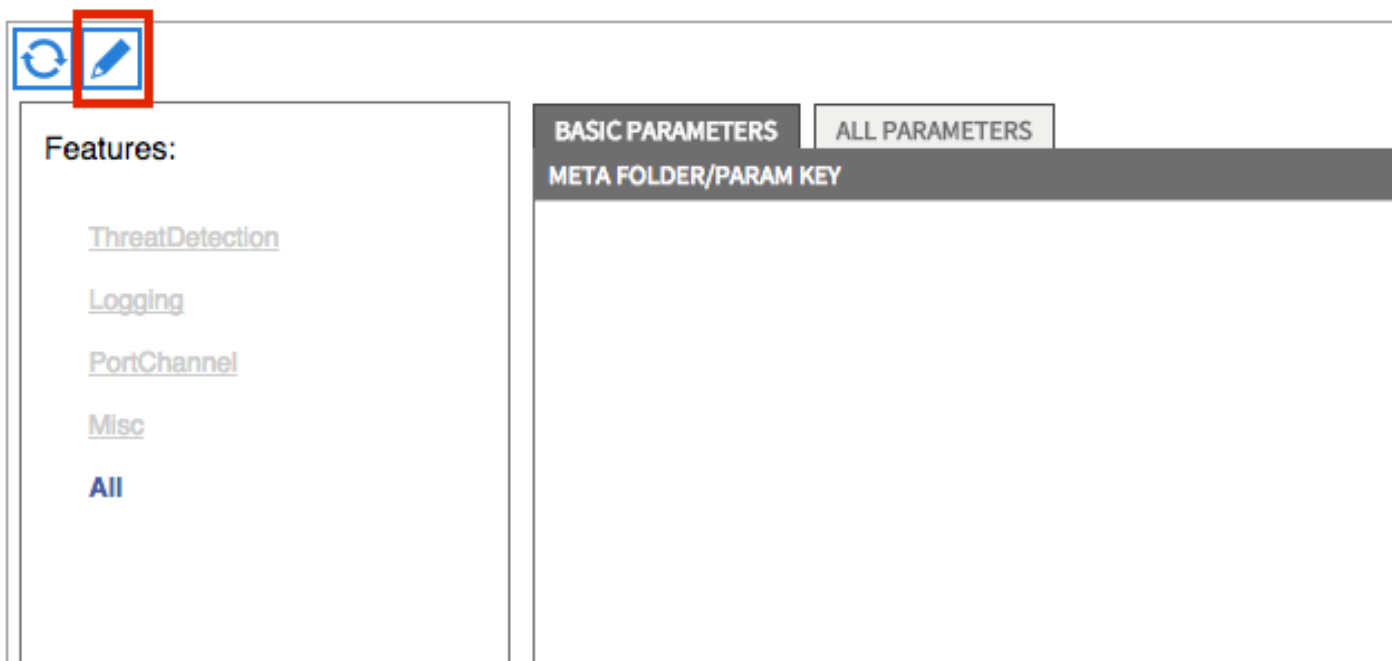 Features:
ThreatDetection
Logging
PortChannel
Misc
All
BASIC PARAMETERS
ALL PARAMETERS
META FOLDER/PARAM KEY